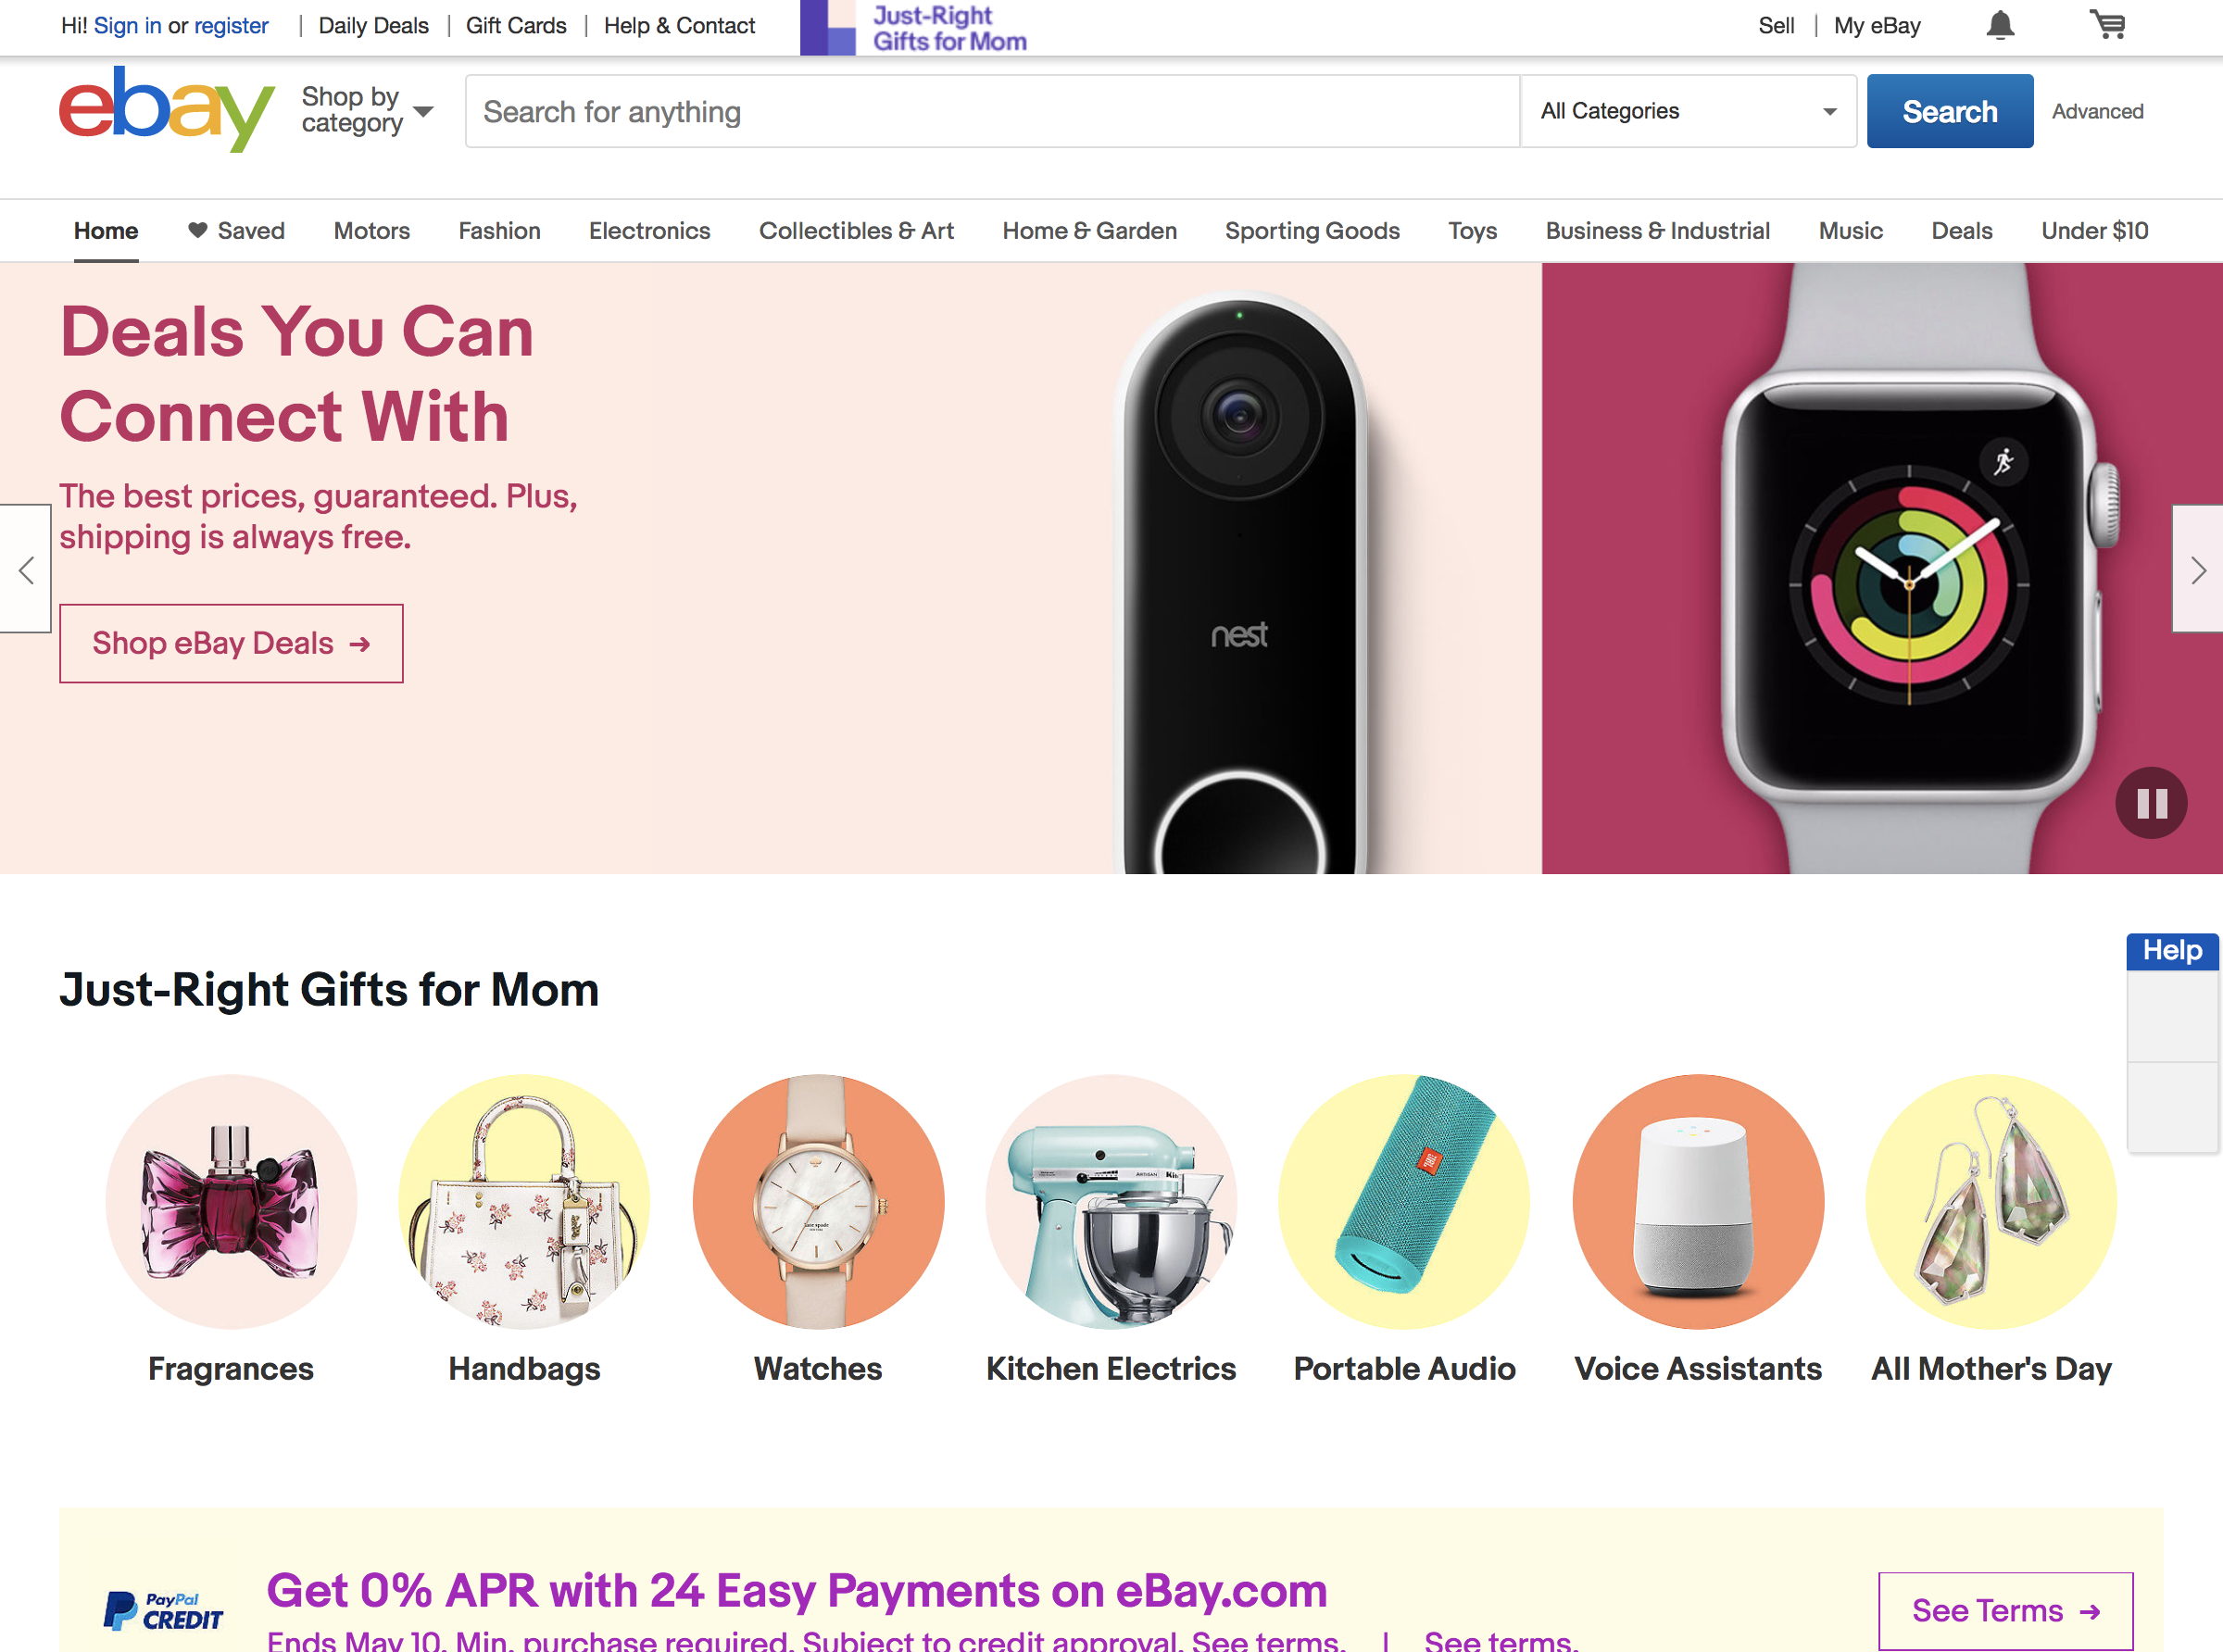 Hi! Sign in or register | Daily Deals | Gift Cards | Help & Contact
Just-Right
Gifts for Mom
Sell | My eBay
ebay
Shop by
category
Search for anything
All Categories
Search
Advanced
Home
Saved
Motors
Fashion
Electronics
Collectibles & Art
Home & Garden
Sporting Goods
Toys
Business & Industrial
Music
Deals
Under $10
Deals You Can
Connect With
The best prices, guaranteed. Plus,
shipping is always free.
Shop eBay Deals →
nest
Help
Just-Right Gifts for Mom
kate spade
ARTISAN
JBL
Fragrances
Handbags
Watches
Kitchen Electrics
Portable Audio
Voice Assistants
All Mother's Day
PayPal
CREDIT
Get 0% APR with 24 Easy Payments on eBay.com
Ends May 10. Min. purchase required. Subject to credit approval. See terms. | See terms.
See Terms →